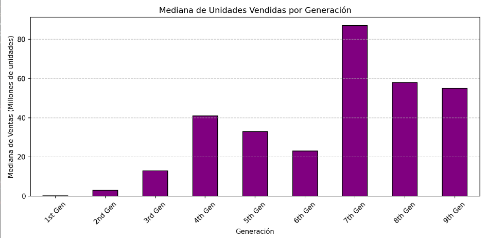 Mediana de Unidades Vendidas por Generación
Mediana de Ventas (Millones de unidades)
80
60
40
20
0
1st Gen
2nd Gen
3rd Gen
4th Gen
5th Gen
6th Gen
7th Gen
8th Gen
9th Gen
Generación